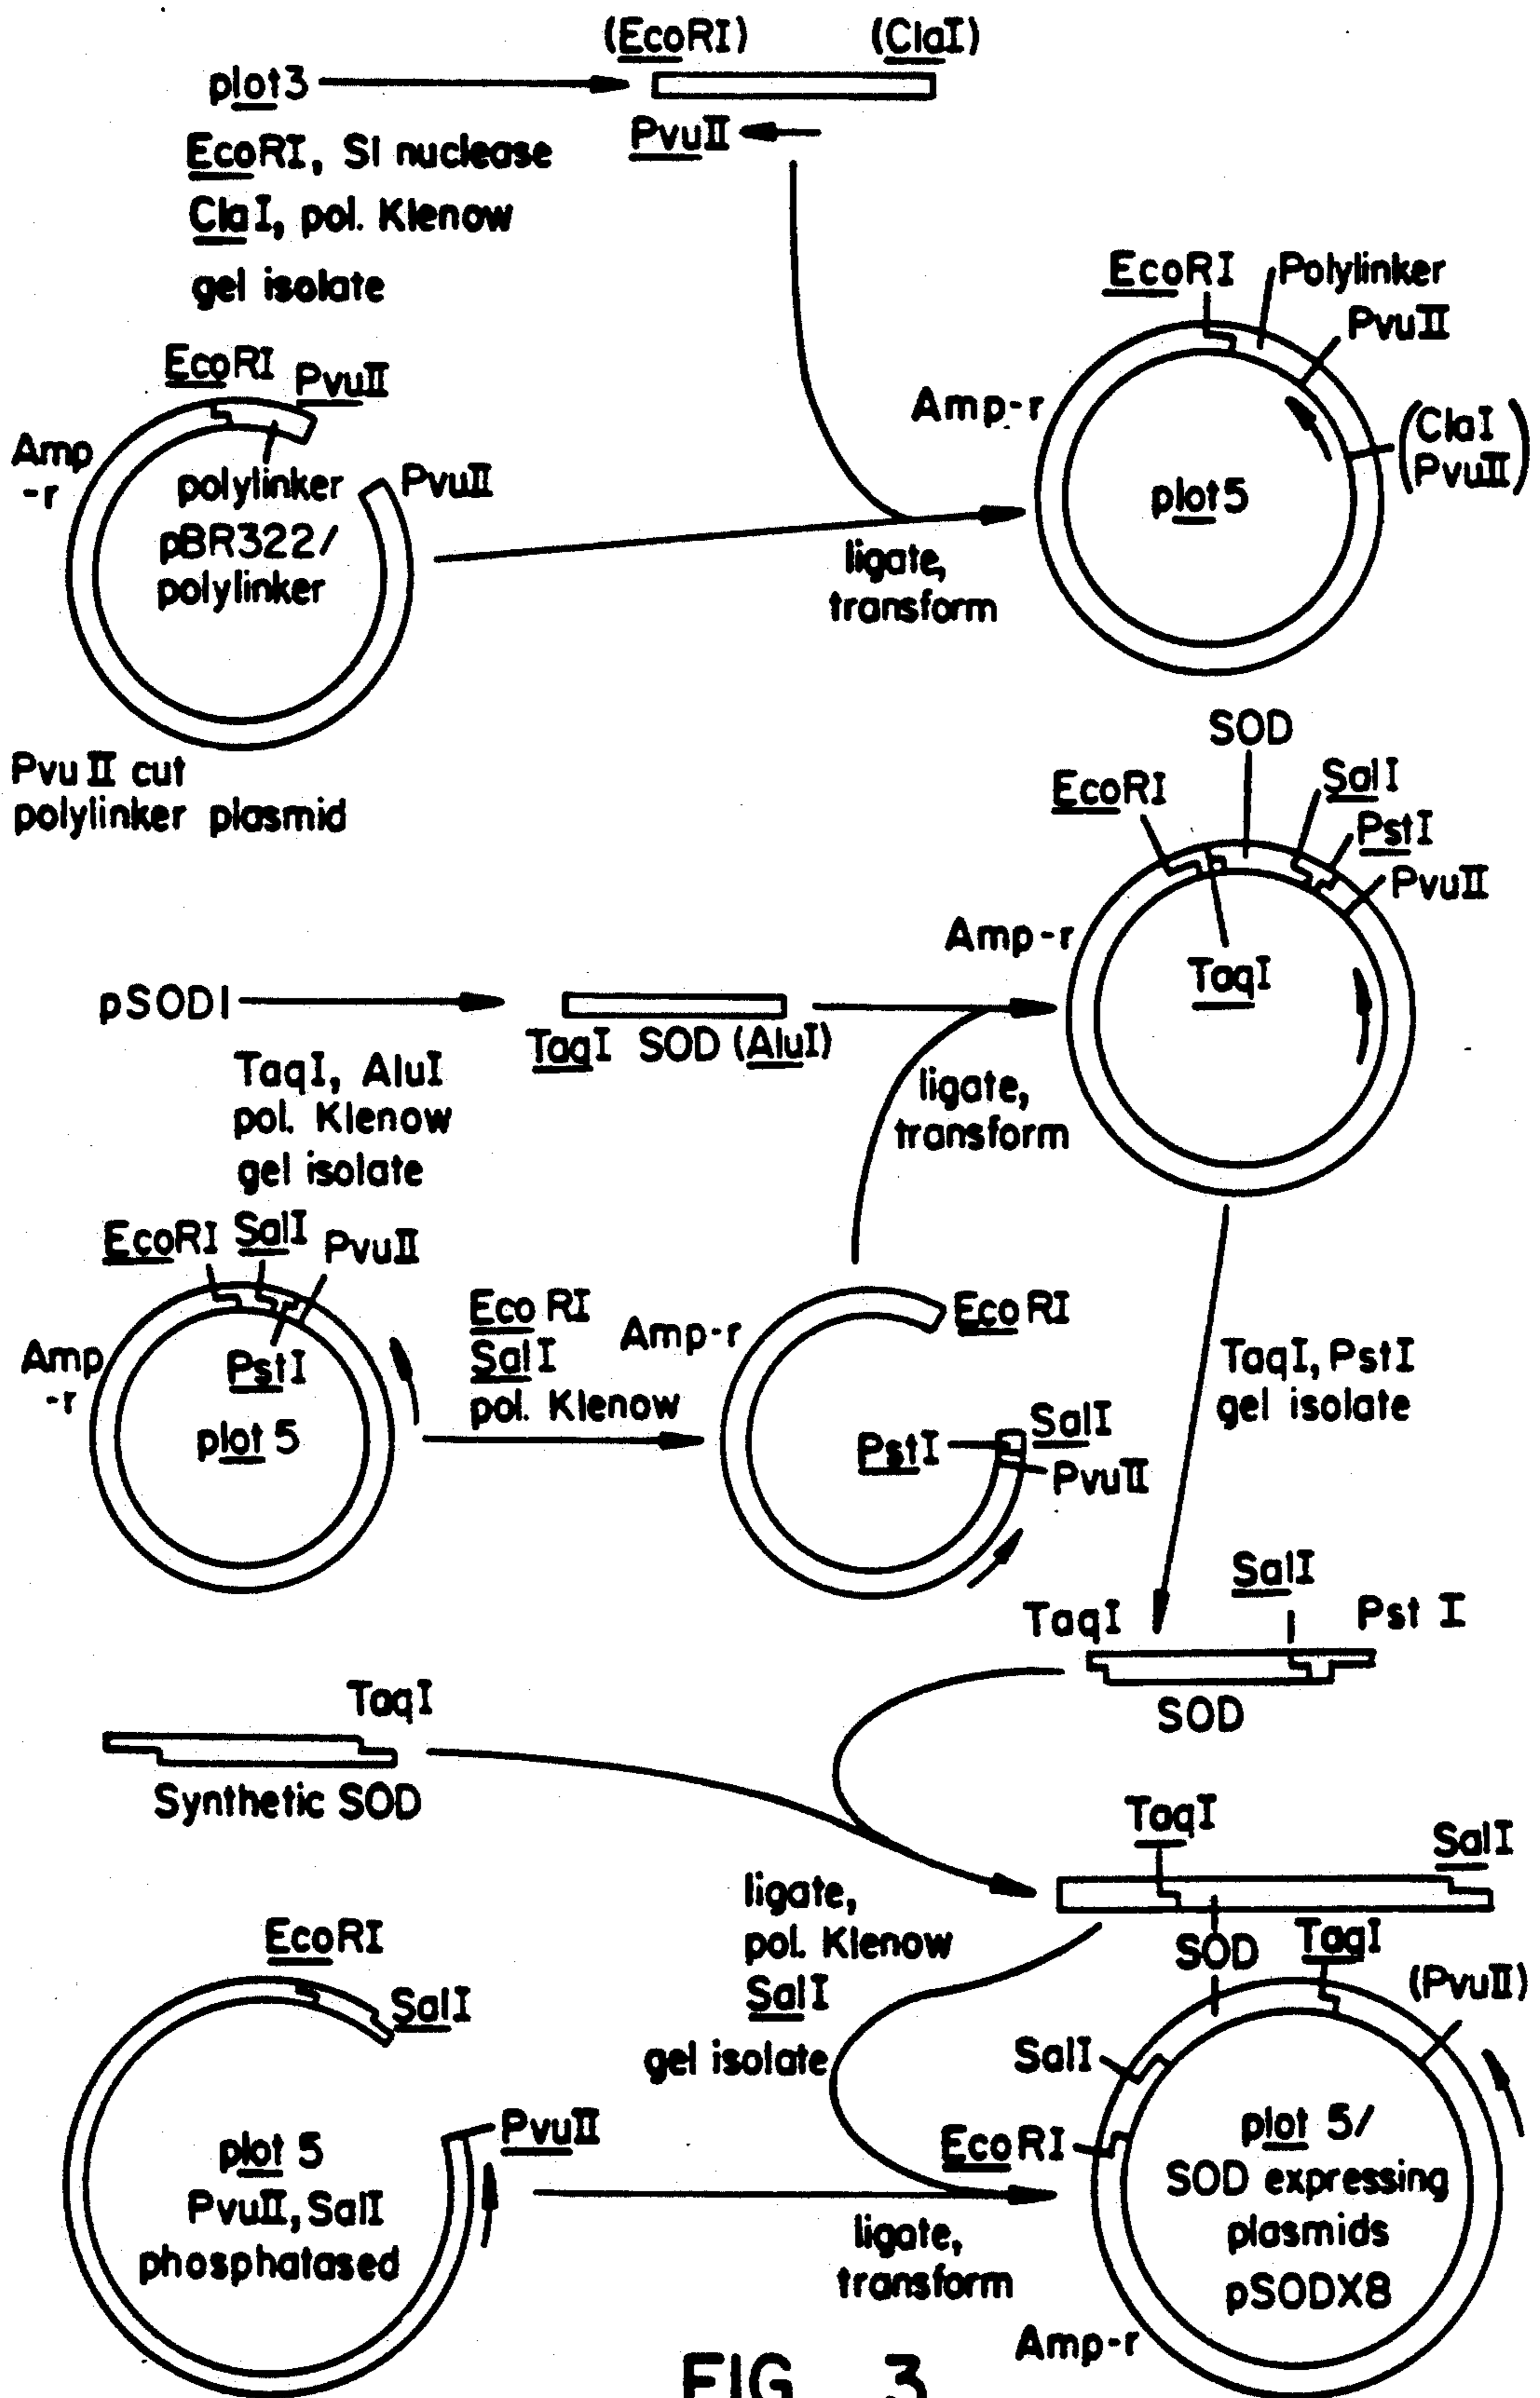 (EcoRI)
(ClaI)
plot3
PvuII
EcoRI, S1 nuclease
ClaI, pol. Klenow
gel isolate
EcoRI
PvuII
Amp
-r
polylinker
PvuII
pBR322/
polylinker
PvuII cut
polylinker plasmid
ligate,
transform
EcoRI
Polylinker
PvuII
Amp-r
(ClaI
PvuII)
plot5
SOD
EcoRI
SalI
PstI
PvuII
Amp-r
TaqI
pSODI
TaqI SOD (AluI)
TaqI, AluI
pol. Klenow
gel isolate
ligate,
transform
EcoRI
SalI
PvuII
Amp
-r
PstI
plot 5
Eco RI
SalI
pol. Klenow
Amp-r
EcoRI
PstI
SalI
PvuII
TaqI, PstI
gel isolate
TaqI
SalI
Pst I
SOD
TaqI
Synthetic SOD
ligate,
pol. Klenow
SalI
gel isolate
TaqI
SalI
SOD
TaqI
(PvuII)
SalI
EcoRI
plot 5/
SOD expressing
plasmids
pSODX8
Amp-r
EcoRI
SalI
PvuII
plot 5
PvuII, SalI
phosphatased
ligate,
transform
FIG. 3